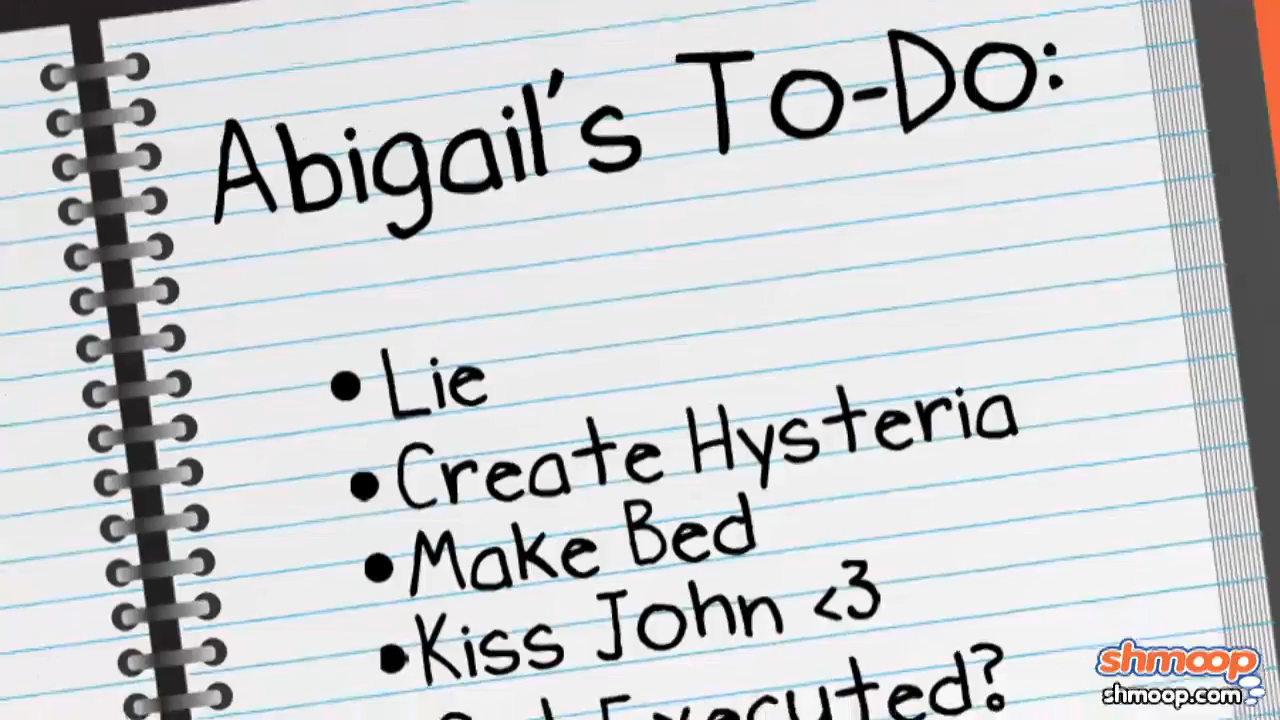 Abigail's To-Do:
• Lie
• Create Hysteria
• Make Bed
• Kiss John <3
Executed?
shmoop
shmoop.com